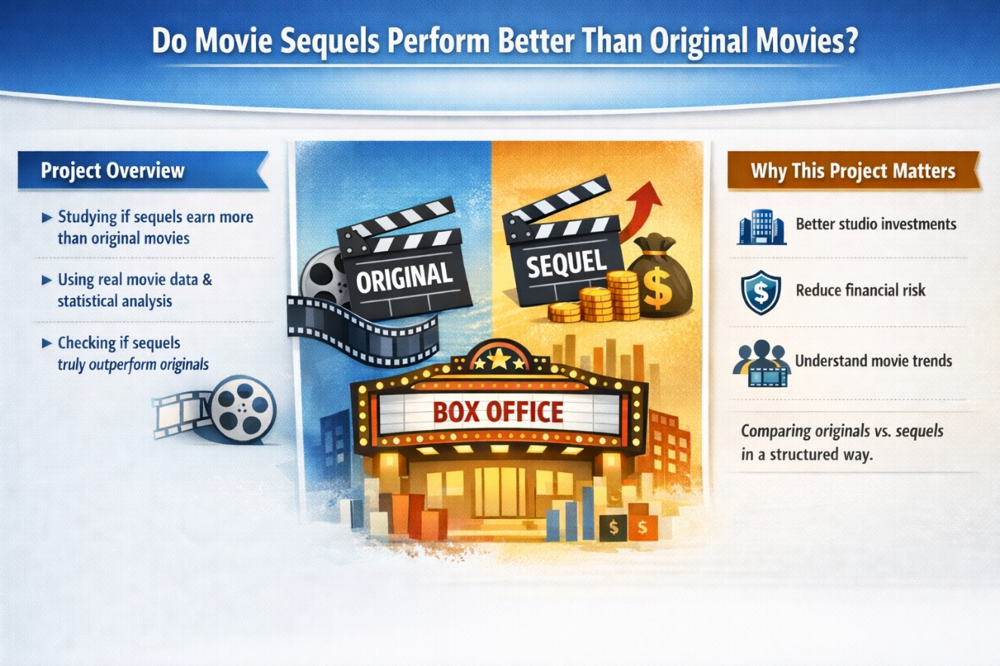 Do Movie Sequels Perform Better Than Original Movies?
Project Overview
▶ Studying if sequels earn more
than original movies
▶ Using real movie data &
statistical analysis
▶ Checking if sequels
truly outperform originals
ORIGINAL
SEQUEL
$
BOX OFFICE
$
$
Why This Project Matters
Better studio investments
$
Reduce financial risk
Understand movie trends
Comparing originals vs. sequels
in a structured way.